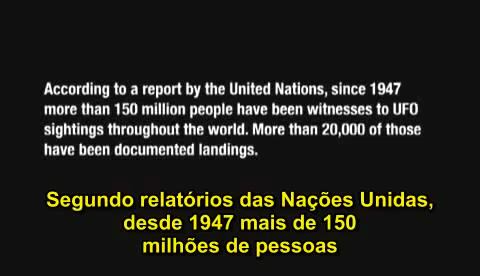 According to a report by the United Nations, since 1947
more than 150 million people have been witnesses to UFO
sightings throughout the world. More than 20,000 of those
have been documented landings.
Segundo relatórios das Nações Unidas,
desde 1947 mais de 150
milhões de pessoas